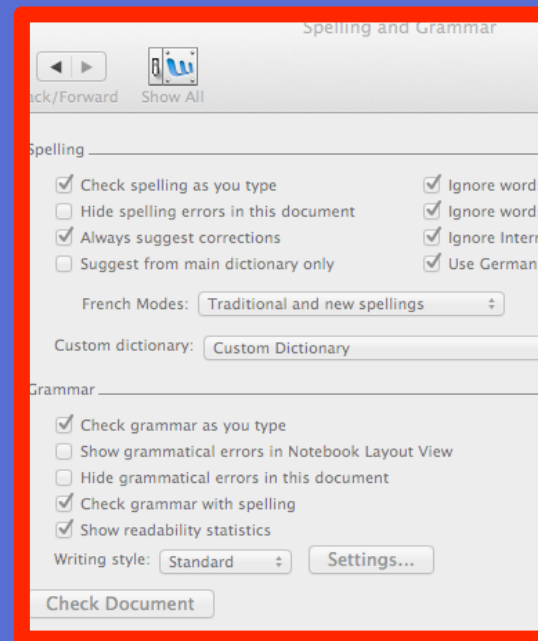 Spelling and Grammar
ack/Forward Show All
Spelling
Check spelling as you type Ignore word
Hide spelling errors in this document Ignore word
Always suggest corrections Ignore Inter
Suggest from main dictionary only Use German
French Modes: Traditional and new spellings
Custom dictionary: Custom Dictionary
Grammar
Check grammar as you type
Show grammatical errors in Notebook Layout View
Hide grammatical errors in this document
Check grammar with spelling
Show readability statistics
Writing style: Standard Settings...
Check Document